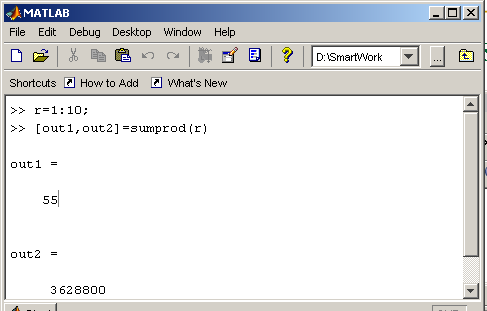 MATLAB
File Edit Debug Desktop Window Help
D:\SmartWork ...
Shortcuts How to Add What's New
>> r=1:10;
>> [out1,out2]=sumprod(r)
out1 =
55
out2 =
3628800